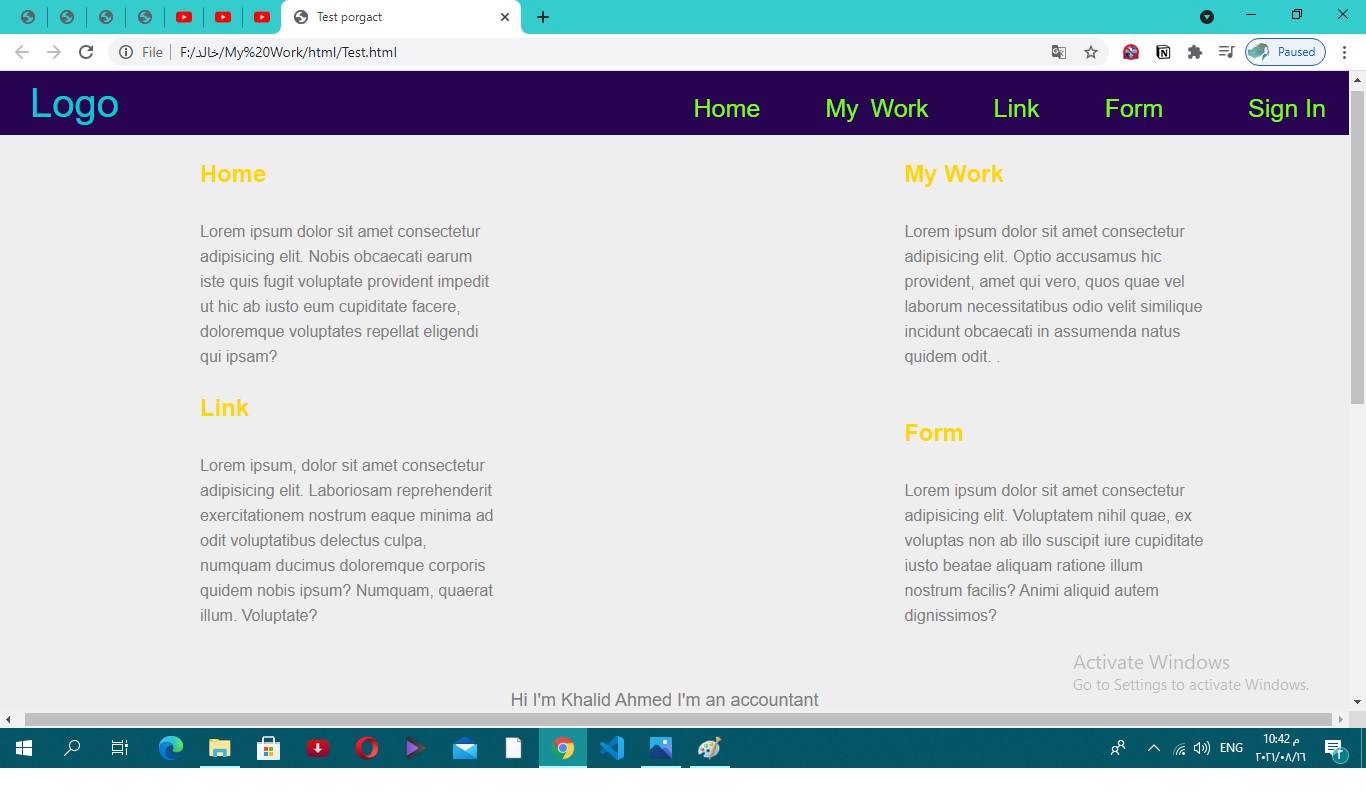 Test porgact
File
F:/خالد/My%20Work/html/Test.html
Paused
Logo
Home
My Work
Link
Form
Sign In
Home
Lorem ipsum dolor sit amet consectetur
adipisicing elit. Nobis obcaecati earum
iste quis fugit voluptate provident impedit
ut hic ab iusto eum cupiditate facere,
doloremque voluptates repellat eligendi
qui ipsam?
My Work
Lorem ipsum dolor sit amet consectetur
adipisicing elit. Optio accusamus hic
provident, amet qui vero, quos quae vel
laborum necessitatibus odio velit similique
incidunt obcaecati in assumenda natus
quidem odit. .
Link
Lorem ipsum, dolor sit amet consectetur
adipisicing elit. Laboriosam reprehenderit
exercitationem nostrum eaque minima ad
odit voluptatibus delectus culpa,
numquam ducimus doloremque corporis
quidem nobis ipsum? Numquam, quaerat
illum. Voluptate?
Form
Lorem ipsum dolor sit amet consectetur
adipisicing elit. Voluptatem nihil quae, ex
voluptas non ab illo suscipit iure cupiditate
iusto beatae aliquam ratione illum
nostrum facilis? Animi aliquid autem
dignissimos?
Activate Windows
Go to Settings to activate Windows.
Hi I'm Khalid Ahmed I'm an accountant
ENG
10:42 م
٢٠٢١/٠٨/١٦